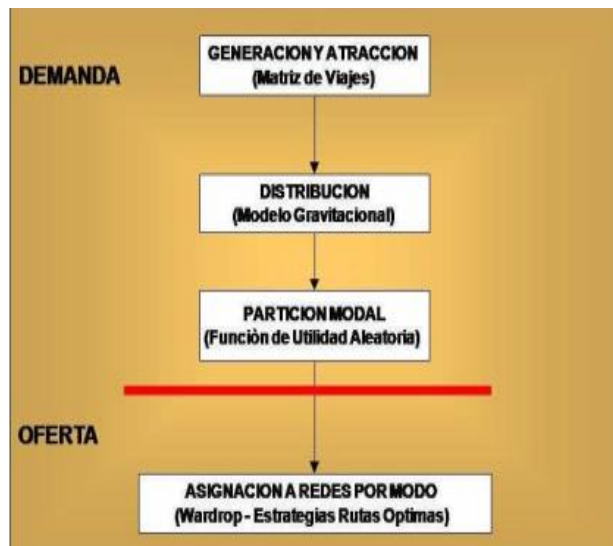 GENERACION Y ATRACCION
(Matriz de Viajes)
DEMANDA
DISTRIBUCION
(Modelo Gravitacional)
PARTICION MODAL
(Funciòn de Utilidad Aleatoria)
OFERTA
ASIGNACION A REDES POR MODO
(Wardrop - Estrategias Rutas Optimas)